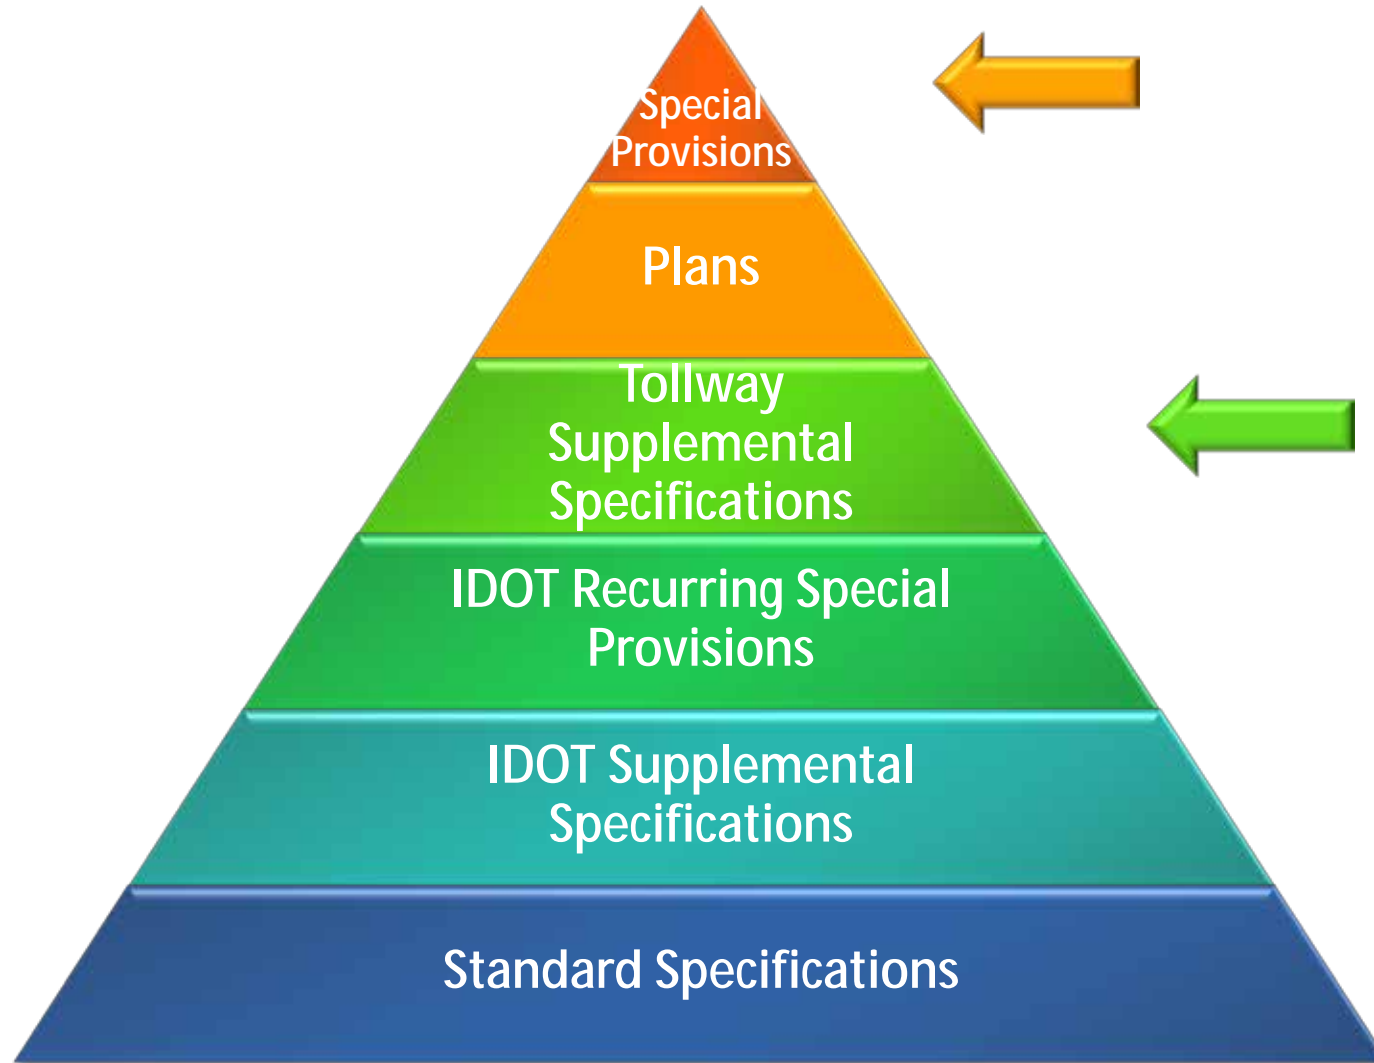 Special
Provisions
Plans
Tollway
Supplemental
Specifications
IDOT Recurring Special
Provisions
IDOT Supplemental
Specifications
Standard Specifications